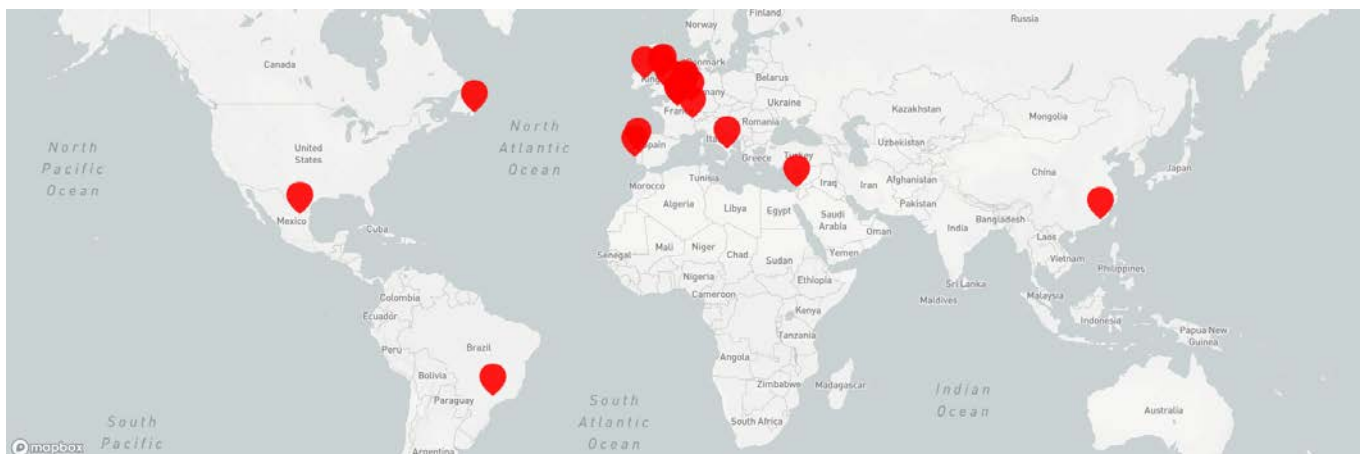 Finland
Russia
Norway
Canada
Denmark
Belarus
Ukraine
Kazakhstan
Mongolia
Romania
North
Atlantic
Ocean
North
Pacific
Ocean
United
States
Spain
Greece
Turkey
Uzbekistan
China
Japan
Morocco
Tunisia
Algeria
Libya
Egypt
Iraq
Iran
Afghanistan
Pakistan
Saudi
Arabia
Oman
Mexico
Cuba
India
Bangladesh
Laos
Vietnam
Philippines
Senegal
Mali
Niger
Chad
Sudan
Yemen
Ethiopia
Nigeria
Cameroon
Sri Lanka
Maldives
Malaysia
Indonesia
Papua New
Guinea
Colombia
Ecuador
Peru
Brazil
Bolivia
Paraguay
Kenya
Tanzania
Angola
Zimbabwe
Madagascar
South Africa
Indian
Ocean
Australia
South
Pacific
South
Atlantic
Ocean
Argentina
mapbox